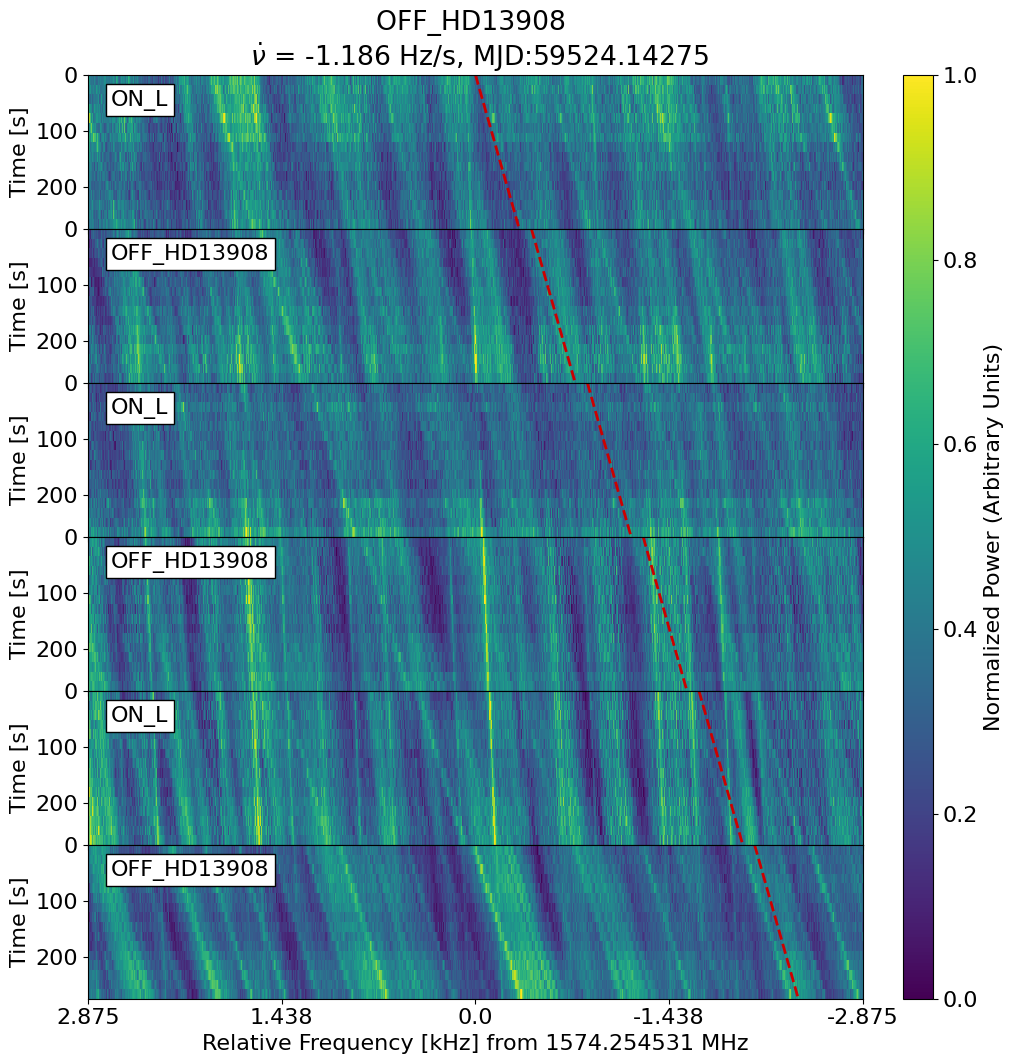 OFF_HD13908
ν̇ = -1.186 Hz/s, MJD:59524.14275
0
100
200
Time [s]
ON_L
0
100
200
Time [s]
OFF_HD13908
0
100
200
Time [s]
ON_L
0
100
200
Time [s]
OFF_HD13908
0
100
200
Time [s]
ON_L
0
100
200
Time [s]
OFF_HD13908
2.875 1.438 0.0 -1.438 -2.875
Relative Frequency [kHz] from 1574.254531 MHz
1.0
0.8
0.6
0.4
0.2
0.0
Normalized Power (Arbitrary Units)